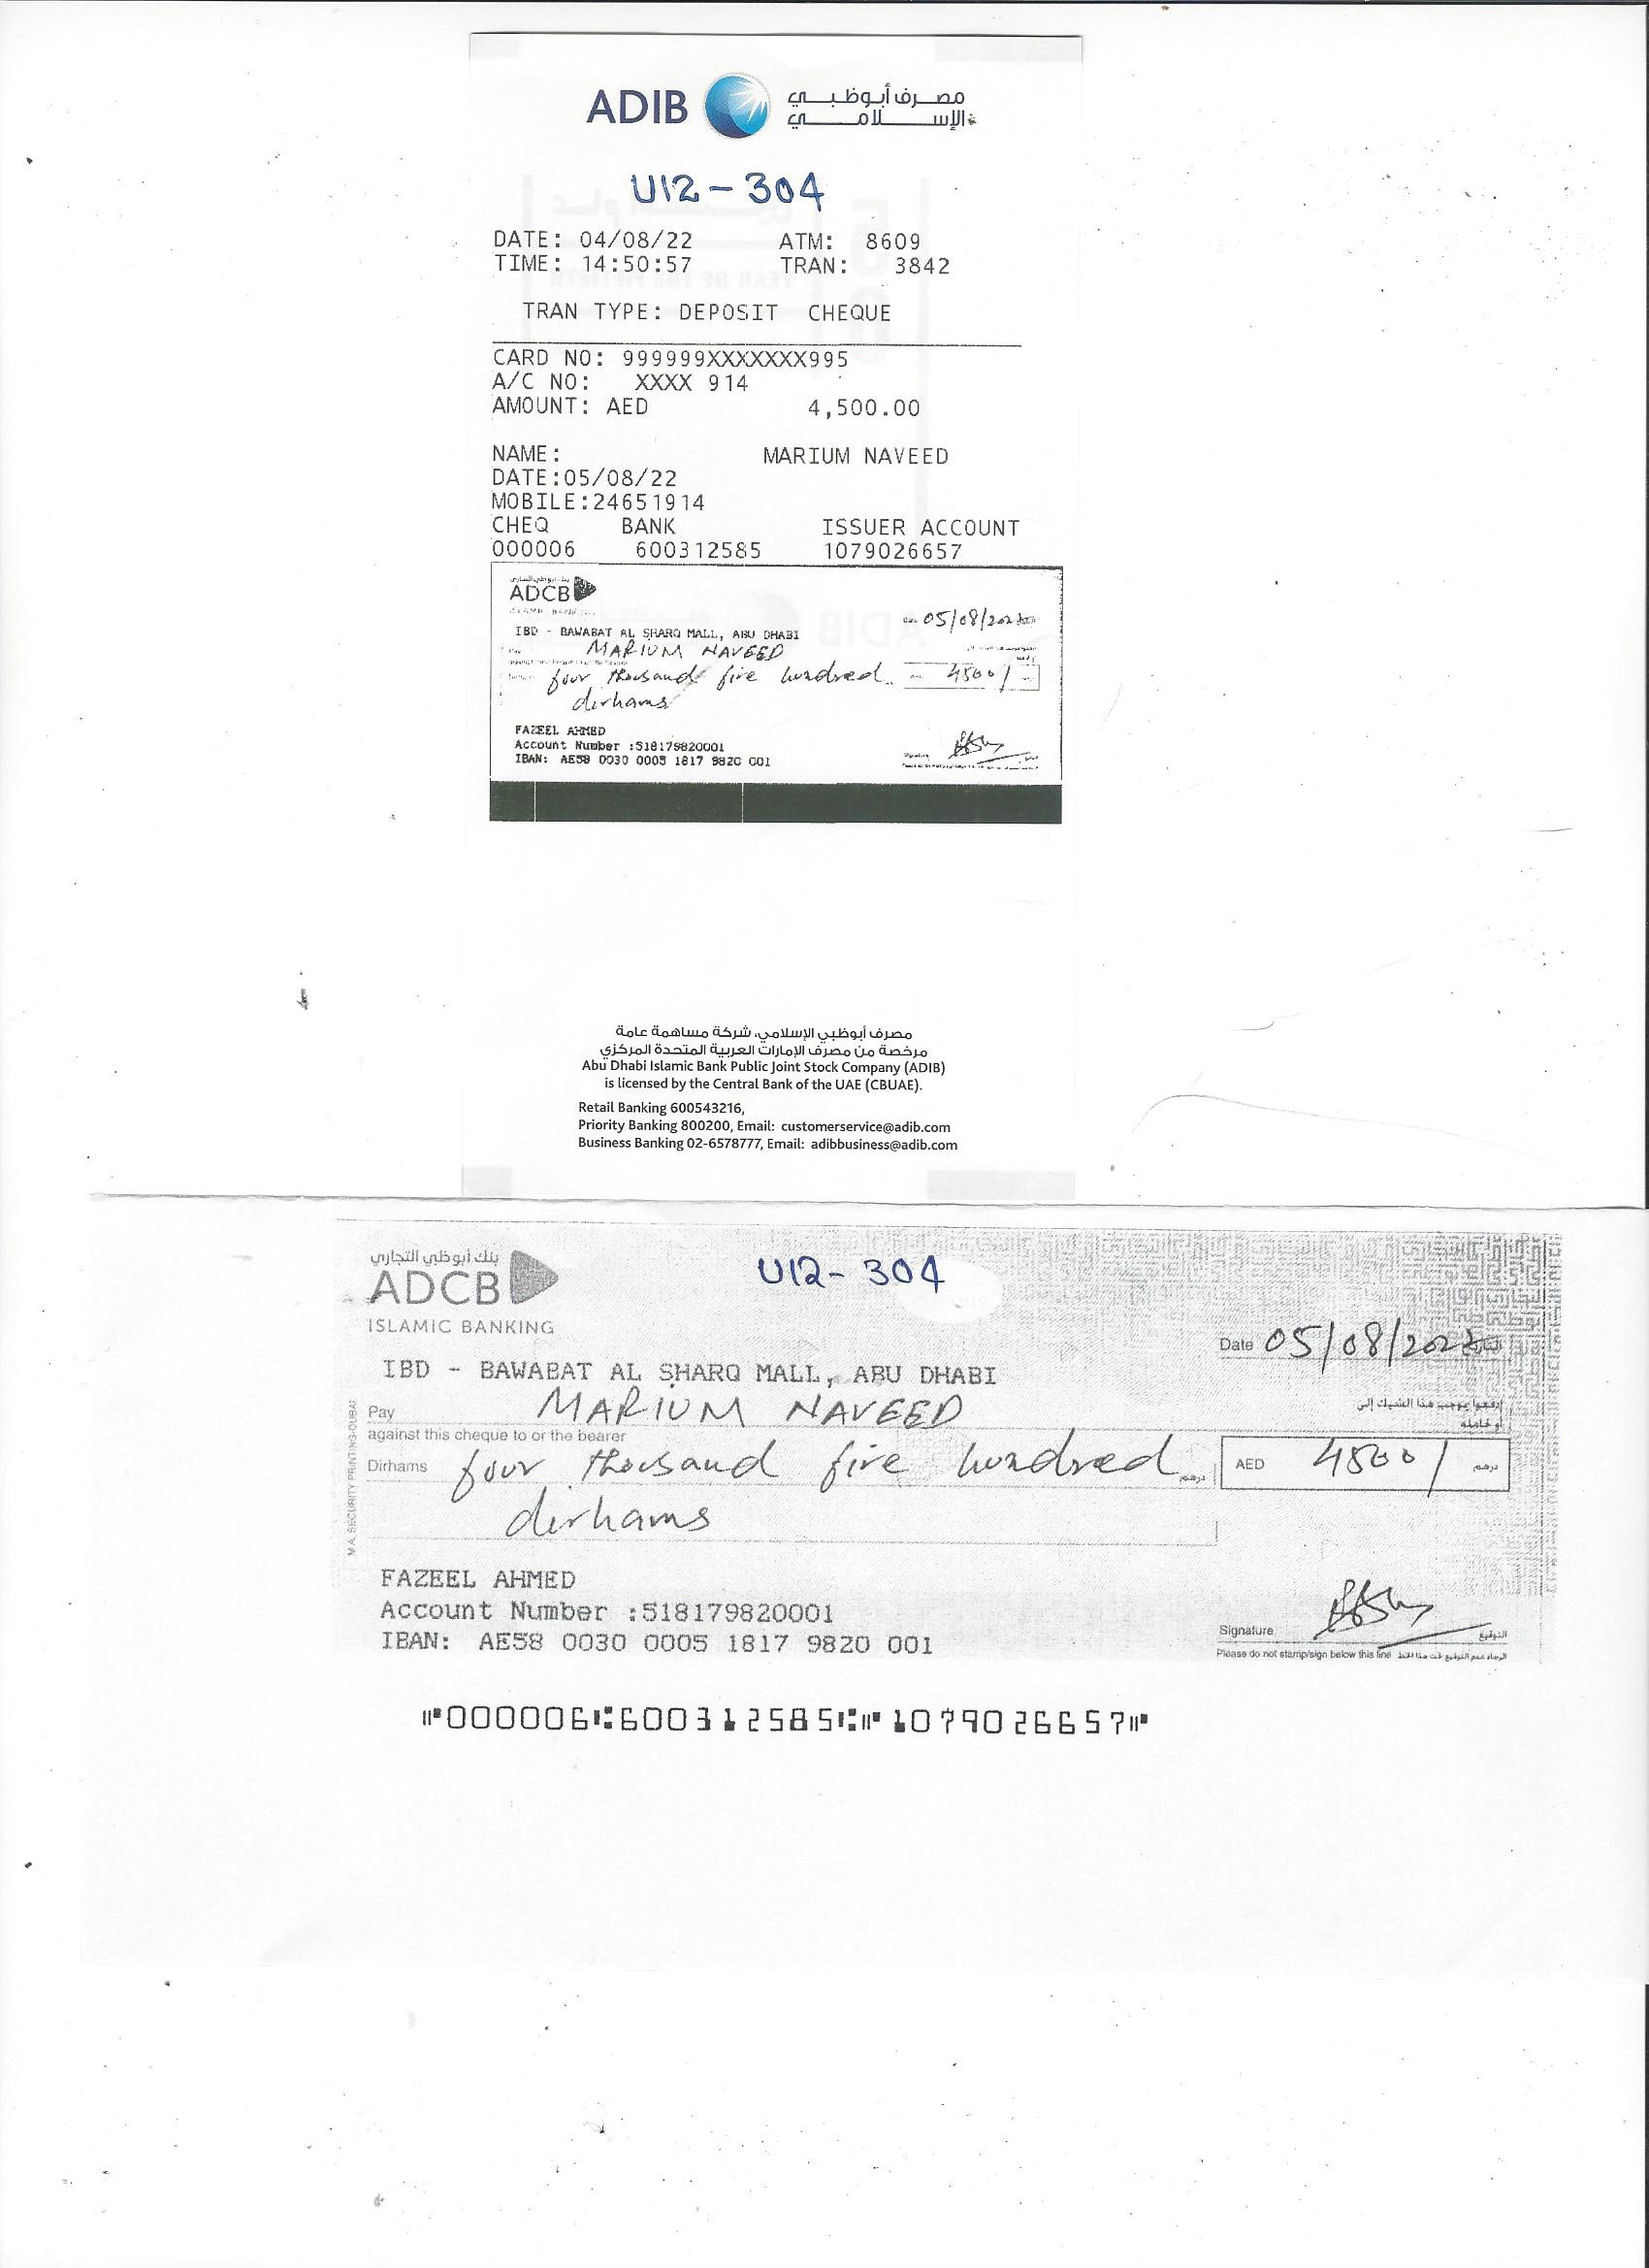 ADIB مصرف أبوظبي
الإسلامي
U12-304
DATE: 04/08/22 ATM: 8609
TIME: 14:50:57 TRAN: 3842
TRAN TYPE: DEPOSIT CHEQUE
CARD NO: 999999XXXXXXX995
A/C NO: XXXX 914
AMOUNT: AED 4,500.00
NAME: MARIUM NAVEED
DATE:05/08/22
MOBILE:24651914
CHEQ BANK ISSUER ACCOUNT
000006 600312585 1079026657
بنك أبوظبي التجاري
ADCB
ISLAMIC BANKING
05/08/202
IBD - BAWABAT AL SHARQ MALL, ABU DHABI
Pay MARIUM NAVEED
four thousand five hundred 4500/
dirhams
FAZEEL AHMED
Account Number :518179820001
IBAN: AE58 0030 0005 1817 9820 001
Signature
مصرف أبوظبي الإسلامي، شركة مساهمة عامة
مرخصة من مصرف الإمارات العربية المتحدة المركزي
Abu Dhabi Islamic Bank Public Joint Stock Company (ADIB)
is licensed by the Central Bank of the UAE (CBUAE).
Retail Banking 600543216,
Priority Banking 800200, Email: customerservice@adib.com
Business Banking 02-6578777, Email: adibbusiness@adib.com
بنك أبوظبي التجاري
ADCB U12-304
ISLAMIC BANKING
Date 05/08/202
IBD - BAWABAT AL SHARQ MALL, ABU DHABI
Pay MARIUM NAVEED إدفعوا بموجب هذا الشيك إلى
against this cheque to or the bearer أو لحامله
Dirhams four thousand five hundred درهم AED 4500/ درهم
dirhams
M.A. SECURITY PRINTING-DUBAI
FAZEEL AHMED
Account Number :518179820001
IBAN: AE58 0030 0005 1817 9820 001
Signature التوقيع
Please do not stamp/sign below this line الرجاء عدم التوقيع تحت هذا الخط
000006 600312585 1079026657